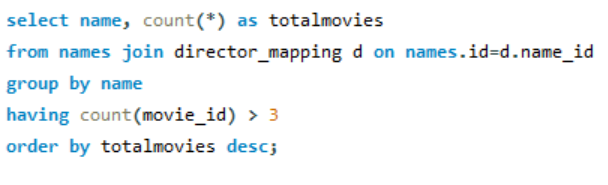 select name, count(*) as totalmovies
from names join director_mapping d on names.id=d.name_id
group by name
having count(movie_id) > 3
order by totalmovies desc;